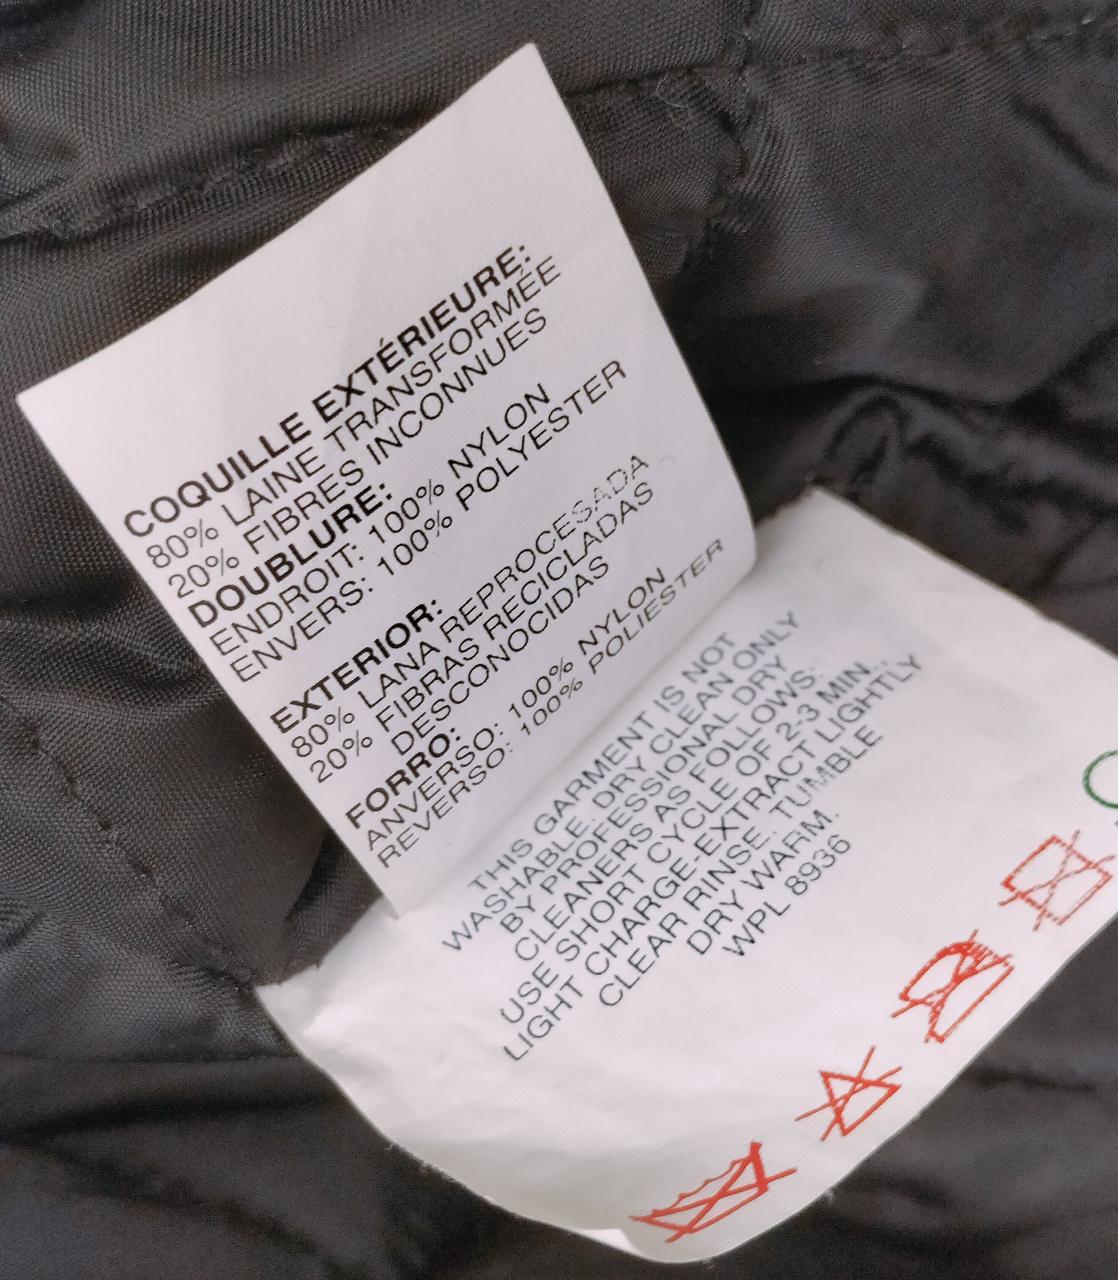 COQUILLE EXTÉRIEURE:
80% LAINE TRANSFORMÉE
20% FIBRES INCONNUES
DOUBLURE:
ENDROIT: 100% NYLON
ENVERS: 100% POLYESTER
EXTERIOR:
80% LANA REPROCESADA
20% FIBRAS RECICLADAS
DESCONOCIDAS
FORRO:
ANVERSO: 100% NYLON
REVERSO: 100% POLIESTER
THIS GARMENT IS NOT
WASHABLE. DRY CLEAN ONLY
BY PROFESSIONAL DRY
CLEANERS AS FOLLOWS:
USE SHORT CYCLE OF 2-3 MIN.,
LIGHT CHARGE-EXTRACT LIGHTLY
CLEAR RINSE. TUMBLE
DRY WARM.
WPL 8936